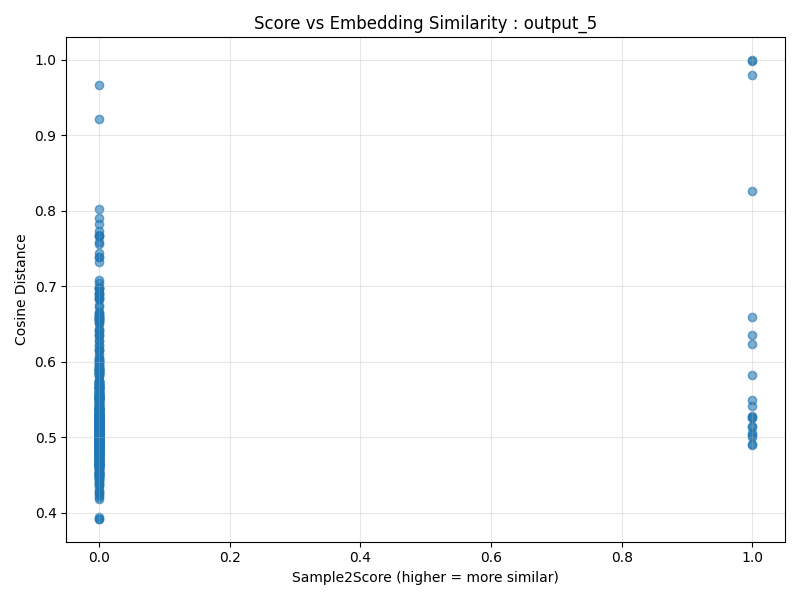 Score vs Embedding Similarity : output_5
Cosine Distance
1.0
0.9
0.8
0.7
0.6
0.5
0.4
0.0 0.2 0.4 0.6 0.8 1.0
Sample2Score (higher = more similar)